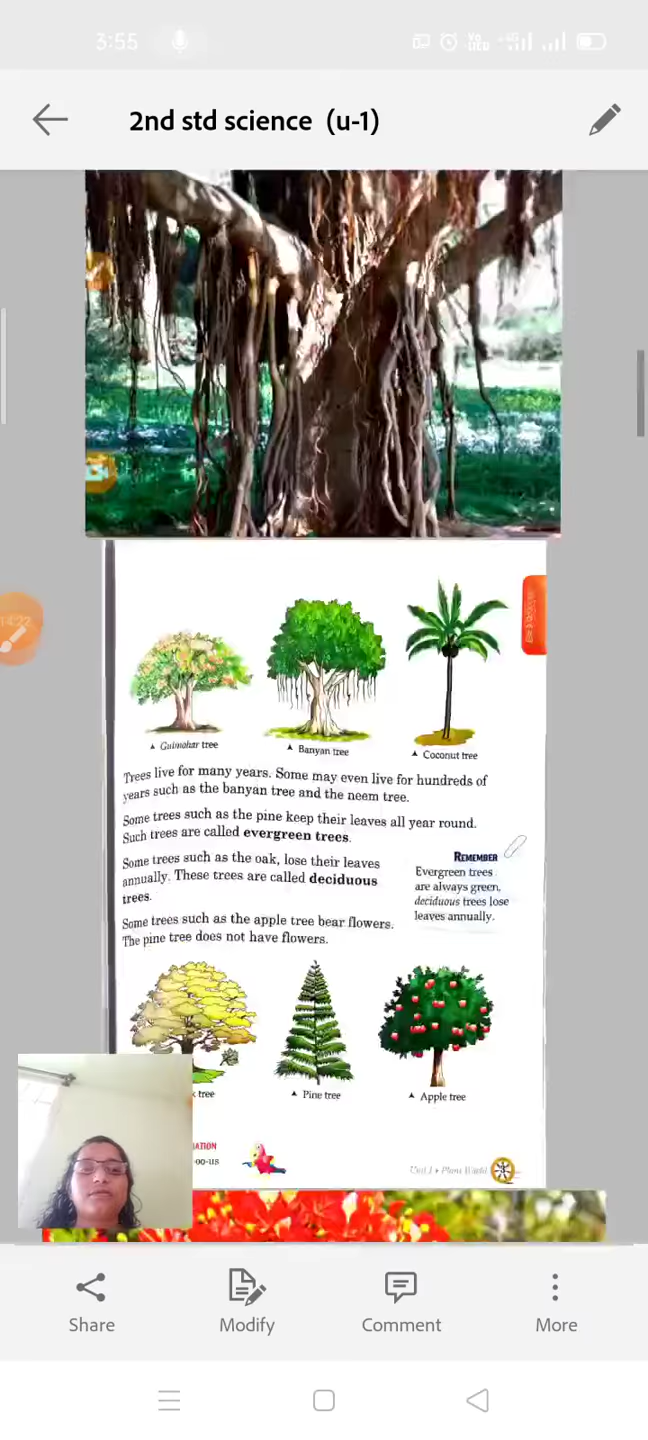 3:55
2nd std science (u-1)
14:22
Gulmohar tree
Banyan tree
Coconut tree
Trees live for many years. Some may even live for hundreds of
years such as the banyan tree and the neem tree.
Some trees such as the pine keep their leaves all year round.
Such trees are called evergreen trees.
Some trees such as the oak, lose their leaves
annually. These trees are called deciduous
trees.
REMEMBER
Evergreen trees
are always green,
deciduous trees lose
leaves annually.
Some trees such as the apple tree bear flowers.
The pine tree does not have flowers.
tree
Pine tree
Apple tree
Unit 1 • Plant World
Share
Modify
Comment
More